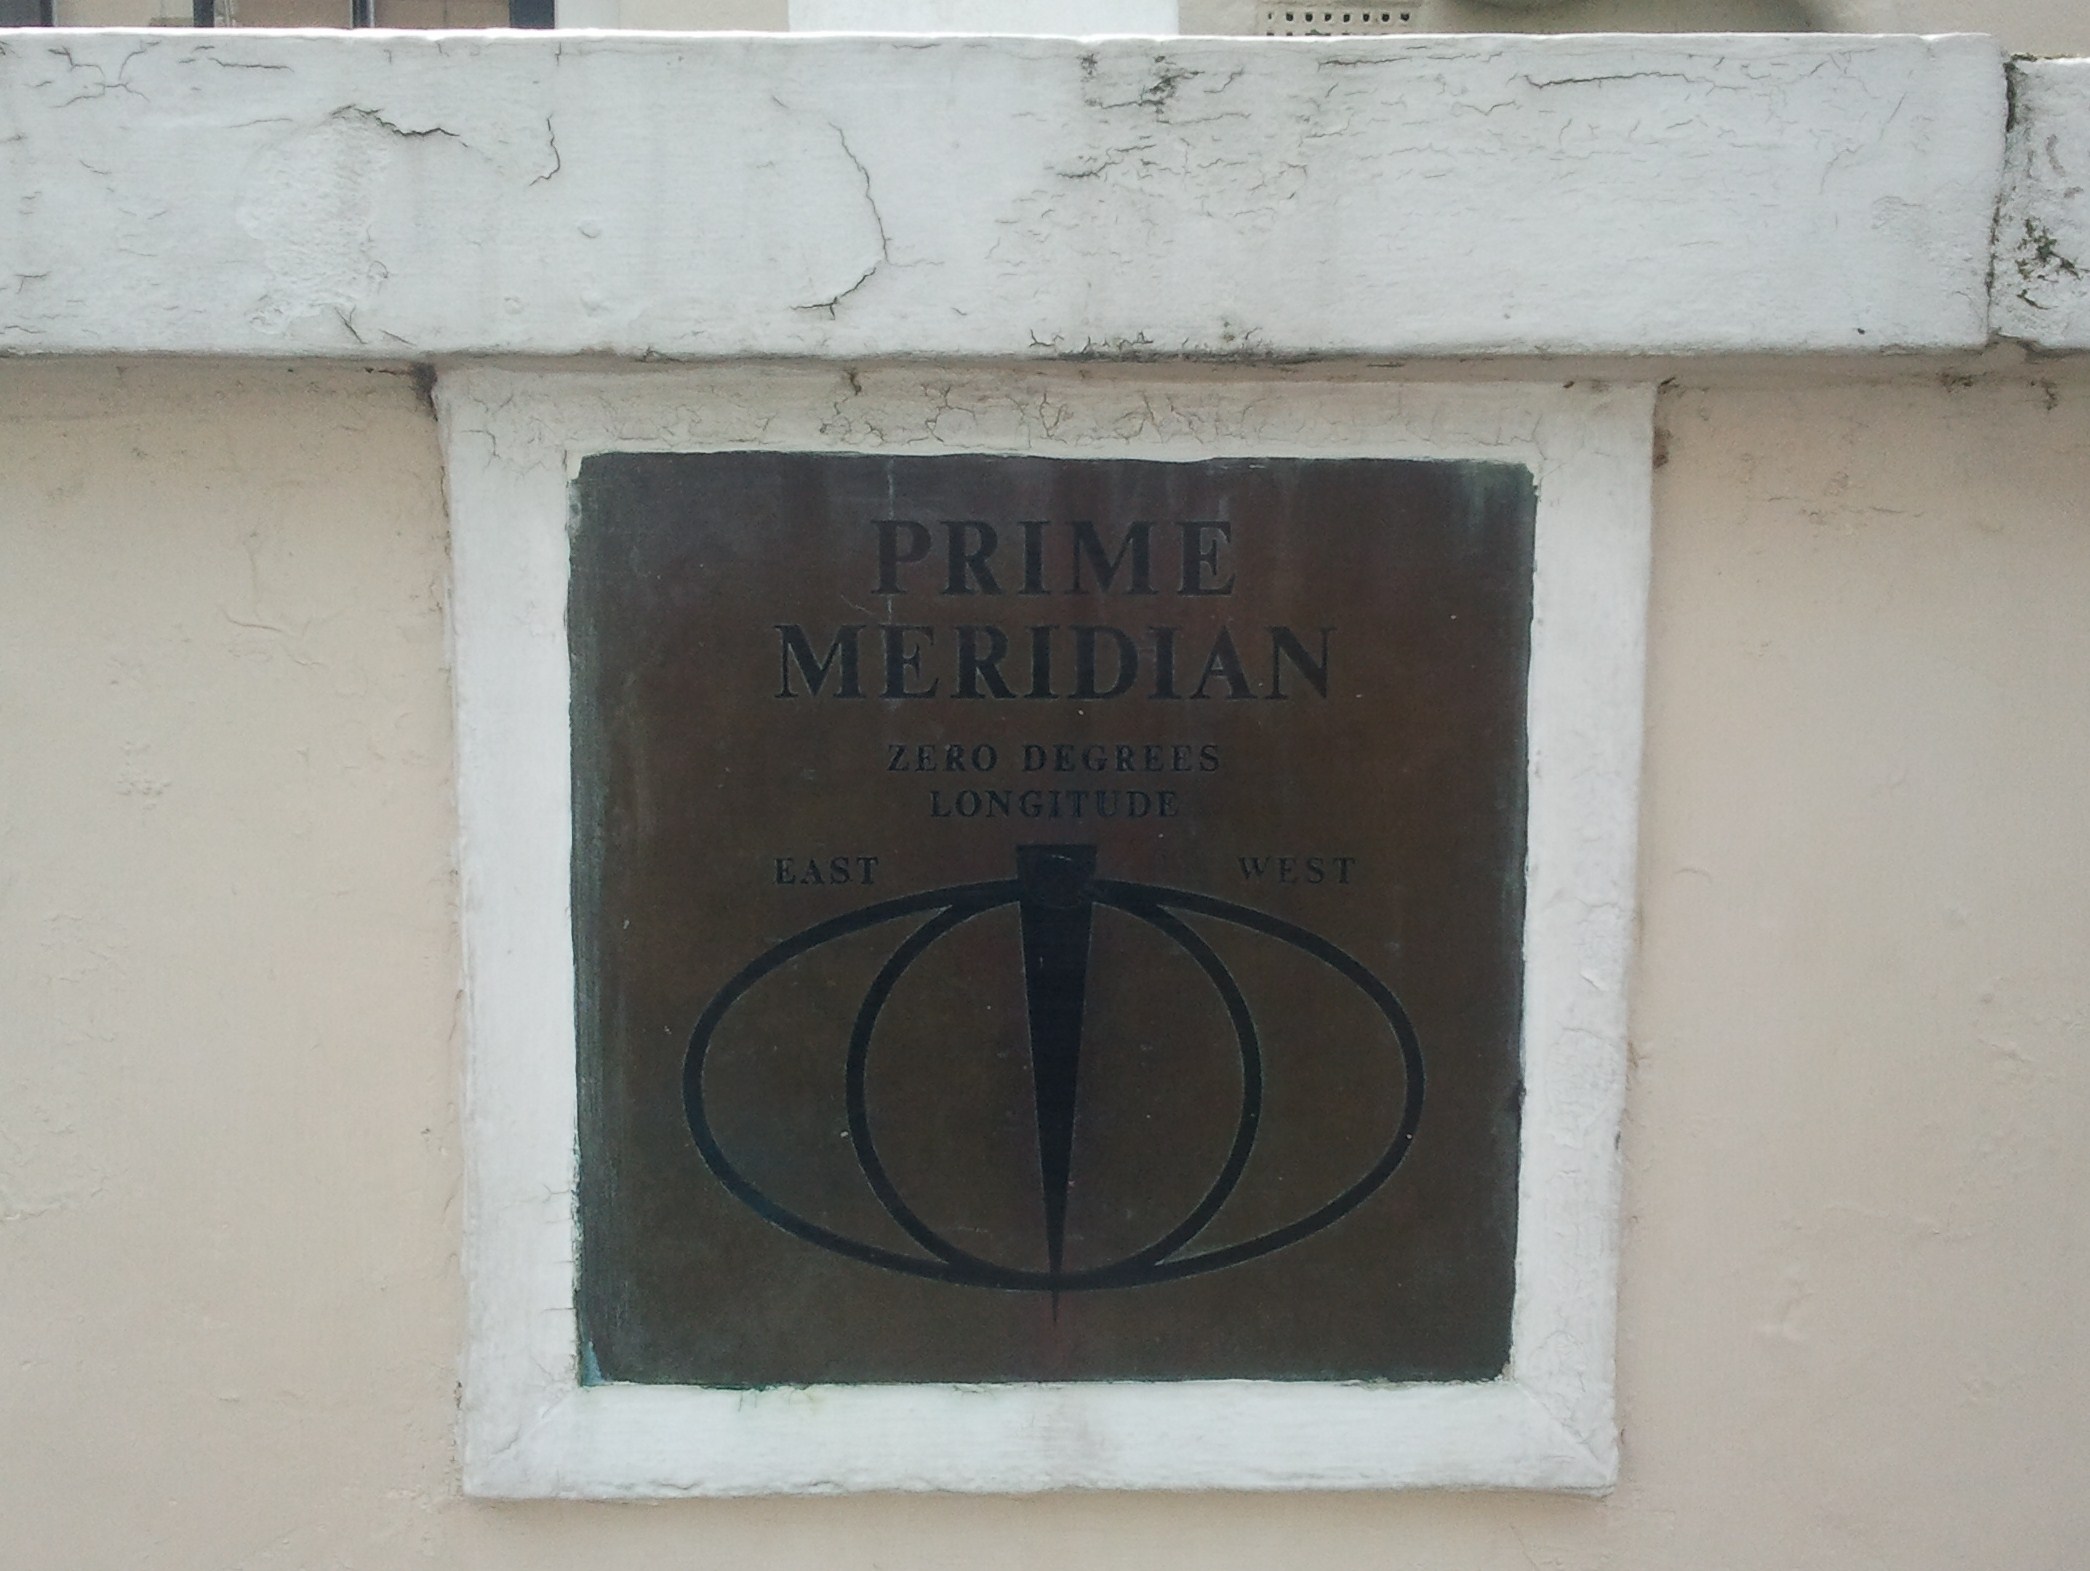 PRIME
MERIDIAN
ZERO DEGREES
LONGITUDE
EAST WEST